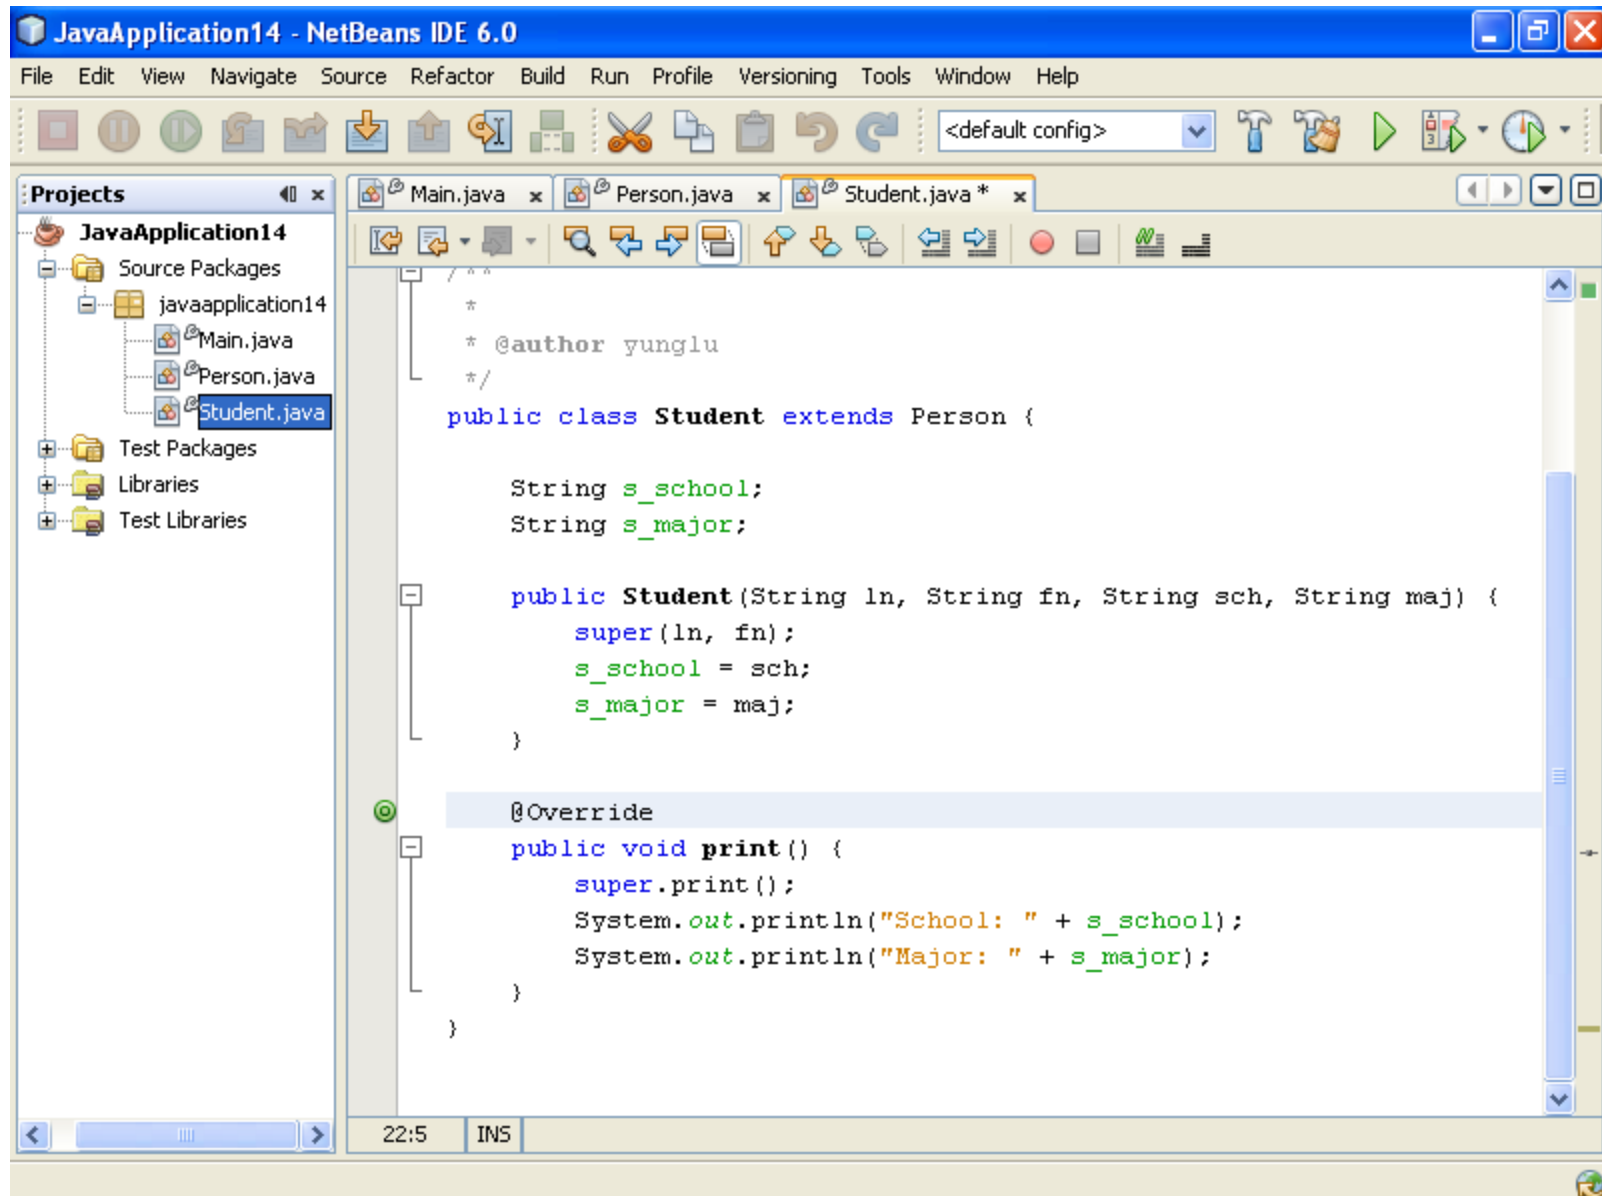 JavaApplication14 - NetBeans IDE 6.0
File Edit View Navigate Source Refactor Build Run Profile Versioning Tools Window Help
<default config>
Projects
Main.java
Person.java
Student.java *
JavaApplication14
Source Packages
javaapplication14
Main.java
Person.java
Student.java
Test Packages
Libraries
Test Libraries
/**
*
* @author yunglu
*/
public class Student extends Person {
String s_school;
String s_major;
public Student(String ln, String fn, String sch, String maj) {
super(ln, fn);
s_school = sch;
s_major = maj;
}
@Override
public void print() {
super.print();
System.out.println("School: " + s_school);
System.out.println("Major: " + s_major);
}
}
22:5 INS